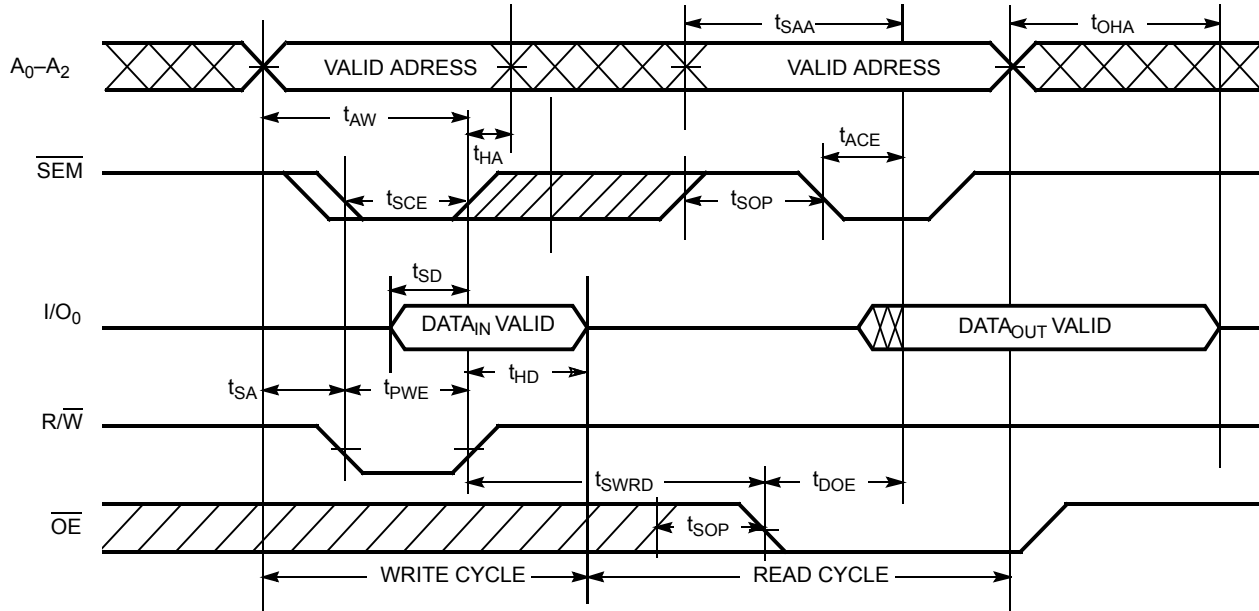 tSAA
tOHA
A0–A2
VALID ADRESS
VALID ADRESS
tAW
tHA
tACE
SEM
tSCE
tSOP
tSD
I/O0
DATAIN VALID
DATAOUT VALID
tSA
tPWE
tHD
R/W
tSWRD
tDOE
OE
tSOP
WRITE CYCLE
READ CYCLE